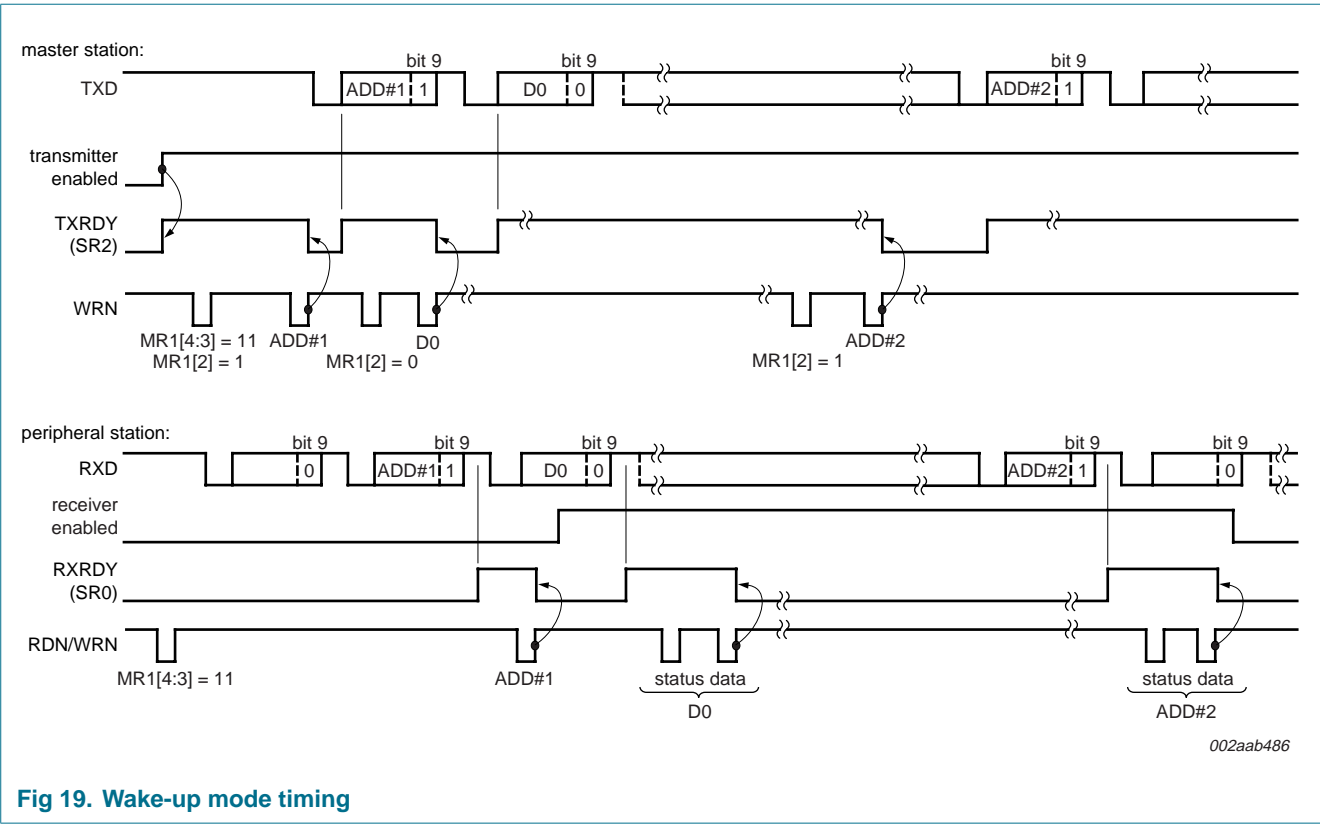 master station:
bit 9 bit 9 bit 9
TXD ADD#1 1 D0 0 ADD#2 1
transmitter
enabled
TXRDY
(SR2)
WRN
MR1[4:3] = 11 ADD#1 D0 ADD#2
MR1[2] = 1 MR1[2] = 0 MR1[2] = 1
peripheral station:
bit 9 bit 9 bit 9 bit 9 bit 9
RXD 0 ADD#1 1 D0 0 ADD#2 1 0
receiver
enabled
RXRDY
(SR0)
RDN/WRN
MR1[4:3] = 11 ADD#1 status data status data
D0 ADD#2
002aab486
Fig 19. Wake-up mode timing